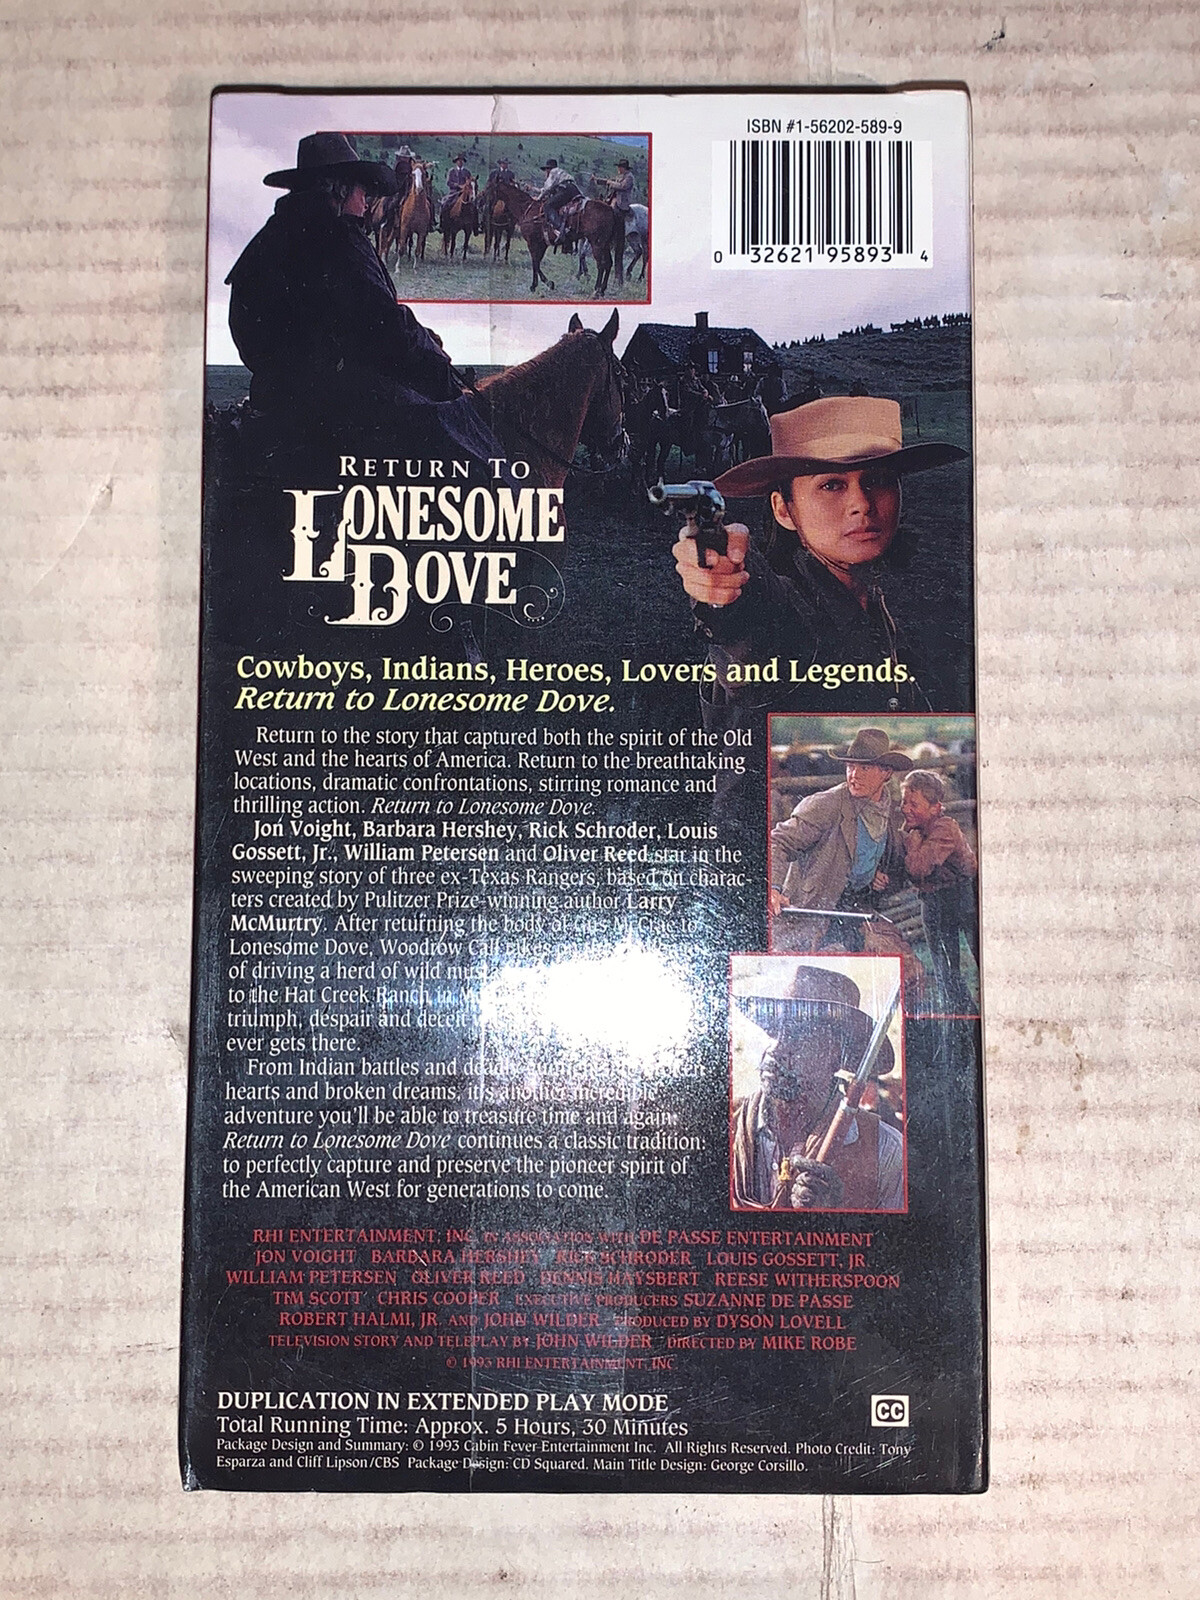 ISBN #1-56202-589-9
0 32621 95893 4
RETURN TO
LONESOME
DOVE
Cowboys, Indians, Heroes, Lovers and Legends.
Return to Lonesome Dove.
Return to the story that captured both the spirit of the Old
West and the hearts of America. Return to the breathtaking
locations, dramatic confrontations, stirring romance and
thrilling action. Return to Lonesome Dove.
Jon Voight, Barbara Hershey, Rick Schroder, Louis
Gossett, Jr., William Petersen and Oliver Reed star in the
sweeping story of three ex-Texas Rangers, based on charac-
ters created by Pulitzer Prize-winning author Larry
McMurtry. After returning the body of Gus McCrae to
Lonesome Dove, Woodrow Call
of driving a herd of wild
to the Hat Creek Ranch in
triumph, despair and deceit
ever gets there.
From Indian battles and
hearts and broken dreams, it's another incredible
adventure you'll be able to treasure time and again.
Return to Lonesome Dove continues a classic tradition:
to perfectly capture and preserve the pioneer spirit of
the American West for generations to come.
RHI ENTERTAINMENT, INC. IN ASSOCIATION WITH DE PASSE ENTERTAINMENT
JON VOIGHT BARBARA HERSHEY RICK SCHRODER LOUIS GOSSETT, JR.
WILLIAM PETERSEN OLIVER REED DENNIS HAYSBERT REESE WITHERSPOON
TIM SCOTT CHRIS COOPER EXECUTIVE PRODUCERS SUZANNE DE PASSE
ROBERT HALMI, JR. AND JOHN WILDER PRODUCED BY DYSON LOVELL
TELEVISION STORY AND TELEPLAY BY JOHN WILDER DIRECTED BY MIKE ROBE
© 1993 RHI ENTERTAINMENT, INC.
DUPLICATION IN EXTENDED PLAY MODE
Total Running Time: Approx. 5 Hours, 30 Minutes
CC
Package Design and Summary: © 1993 Cabin Fever Entertainment Inc. All Rights Reserved. Photo Credit: Tony
Esparza and Cliff Lipson/CBS Package Design: CD Squared. Main Title Design: George Corsillo.